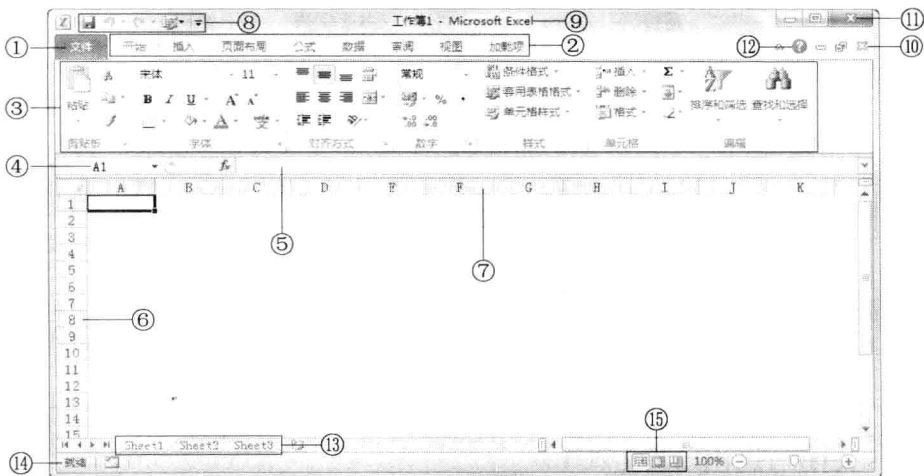 ⑧ 工作簿1 - Microsoft Excel ⑨ ⑪
① 文件 开始 插入 页面布局 公式 数据 审阅 视图 加载项 ② ⑫ ⑩
③ 粘贴 宋体 11 常规 条件格式 插入 Σ
B I U A A % 套用表格格式 删除 排序和筛选 查找和选择
A 单元格样式 格式
剪贴板 字体 对齐方式 数字 样式 单元格 编辑
④ A1 fx ⑤
A B C D E F G H I J K
⑦
1
2
3
4
5
6
7
8 ⑥
9
10
11
12
13
14
15
Sheet1 Sheet2 Sheet3 ⑬ ⑮
⑭ 就绪 100%